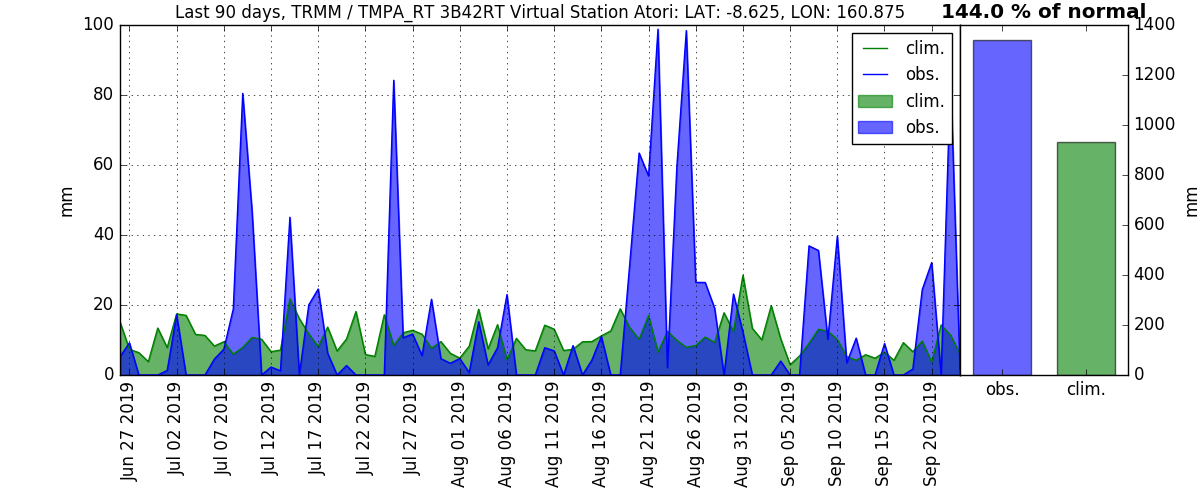 Last 90 days, TRMM / TMPA_RT 3B42RT Virtual Station Atori: LAT: -8.625, LON: 160.875
144.0 % of normal
100
80
60
40
20
0
mm
clim.
obs.
clim.
obs.
1400
1200
1000
800
600
400
200
0
mm
obs.
clim.
Jun 27 2019
Jul 02 2019
Jul 07 2019
Jul 12 2019
Jul 17 2019
Jul 22 2019
Jul 27 2019
Aug 01 2019
Aug 06 2019
Aug 11 2019
Aug 16 2019
Aug 21 2019
Aug 26 2019
Aug 31 2019
Sep 05 2019
Sep 10 2019
Sep 15 2019
Sep 20 2019